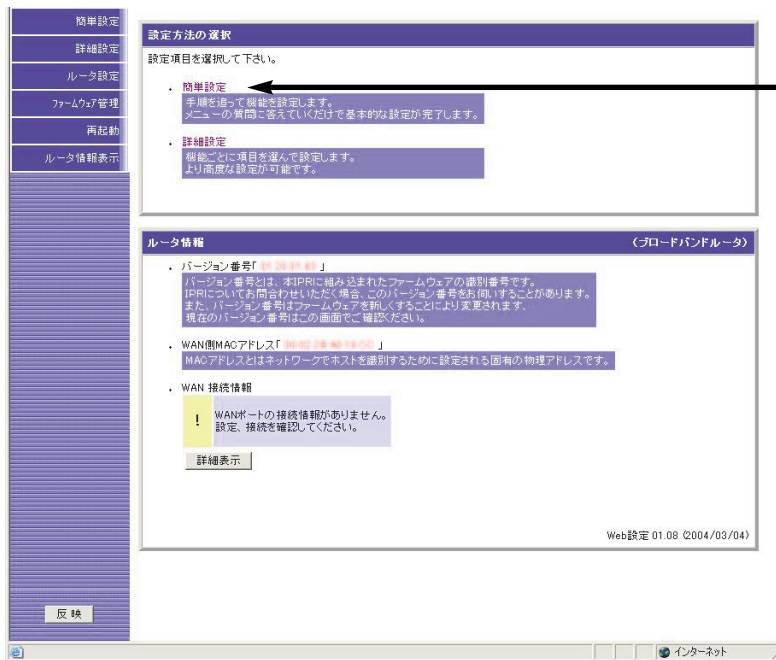 簡単設定
詳細設定
ルータ設定
ファームウェア管理
再起動
ルータ情報表示
反映
設定方法の選択
設定項目を選択して下さい。
・ 簡単設定
手順を追って機能を設定します。
メニューの質問に答えていくだけで基本的な設定が完了します。
・ 詳細設定
機能ごとに項目を選んで設定します。
より高度な設定が可能です。
ルータ情報 (ブロードバンドルータ)
・ バージョン番号「 」
バージョン番号とは、本IPRIに組み込まれたファームウェアの識別番号です。
IPRIについてお問合わせいただく場合、このバージョン番号をお伺いすることがあります。
また、バージョン番号はファームウェアを新しくすることにより変更されます。
現在のバージョン番号はこの画面でご確認ください。
・ WAN側MACアドレス「 」
MACアドレスとはネットワークでホストを識別するために設定される固有の物理アドレスです。
・ WAN 接続情報
! WANポートの接続情報がありません。
設定、接続を確認してください。
詳細表示
Web設定 01.08 (2004/03/04)
インターネット